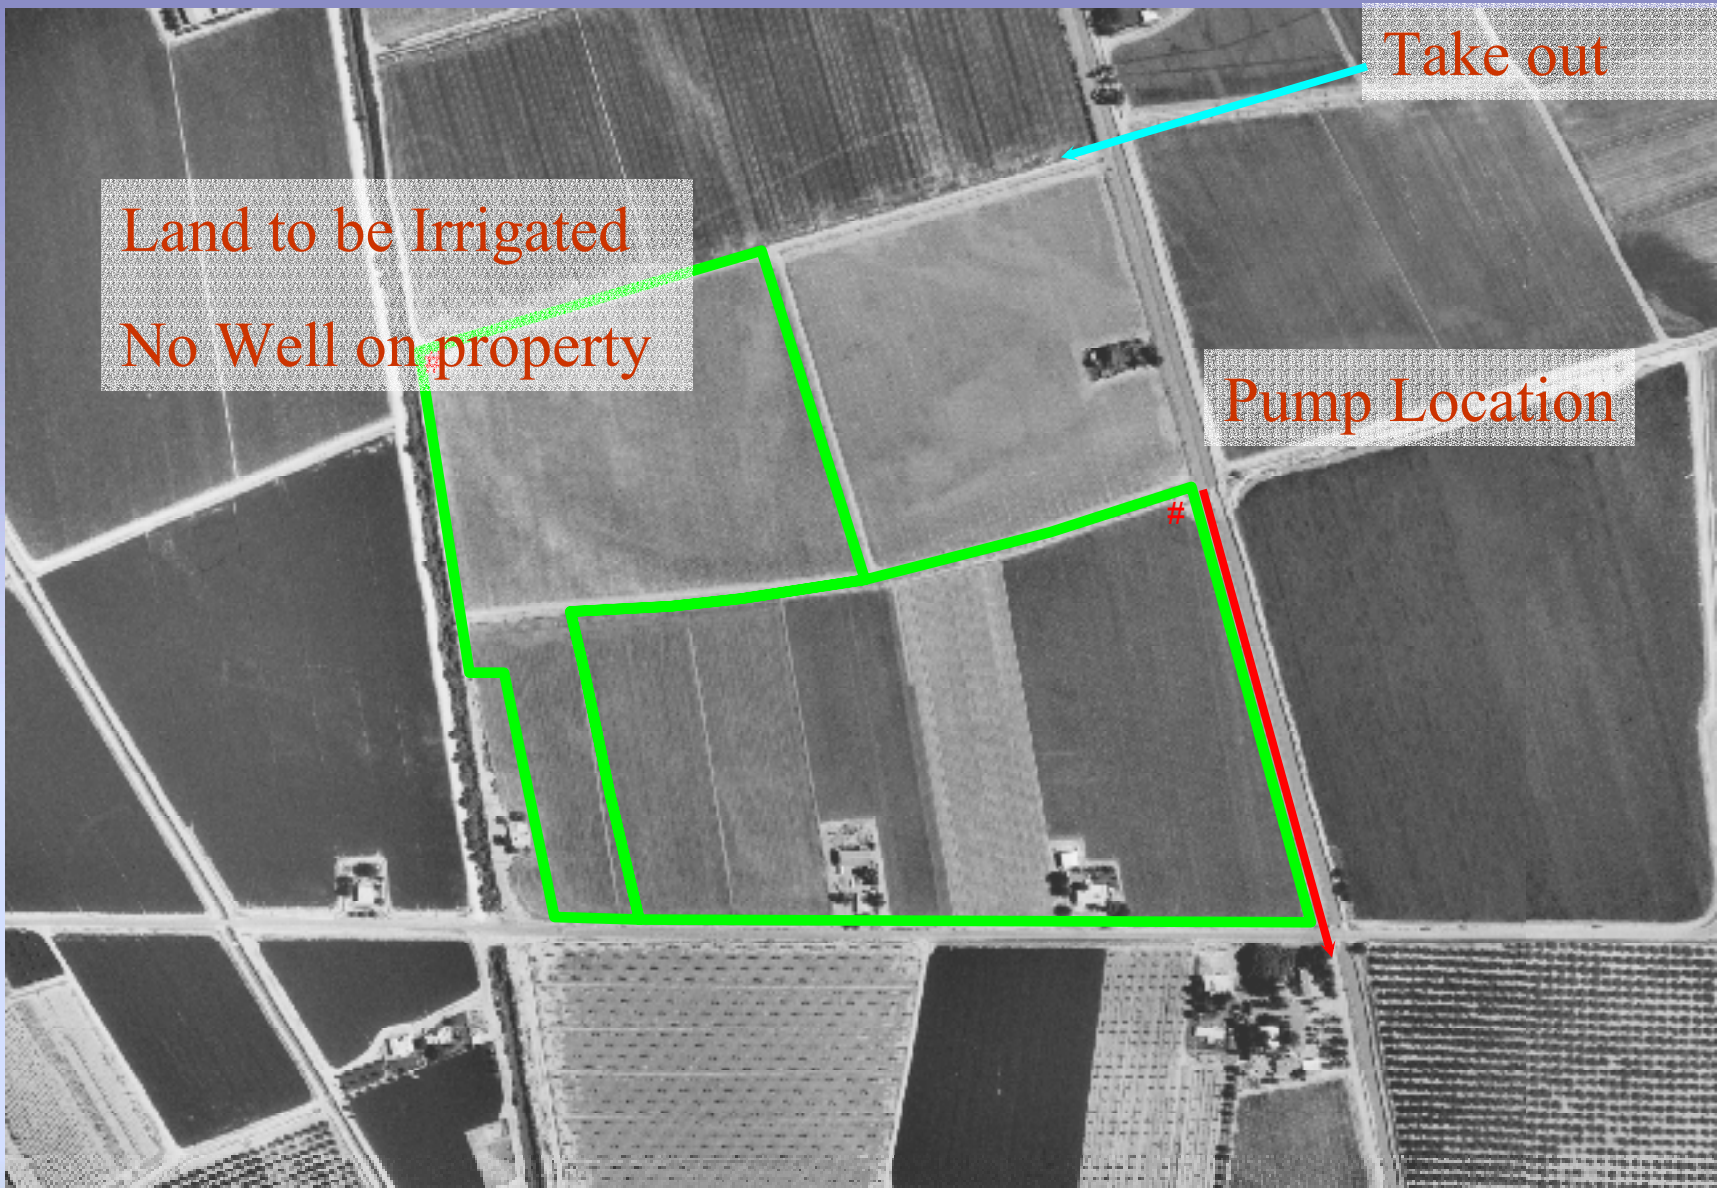 Take out
Land to be Irrigated
No Well on property
Pump Location
#